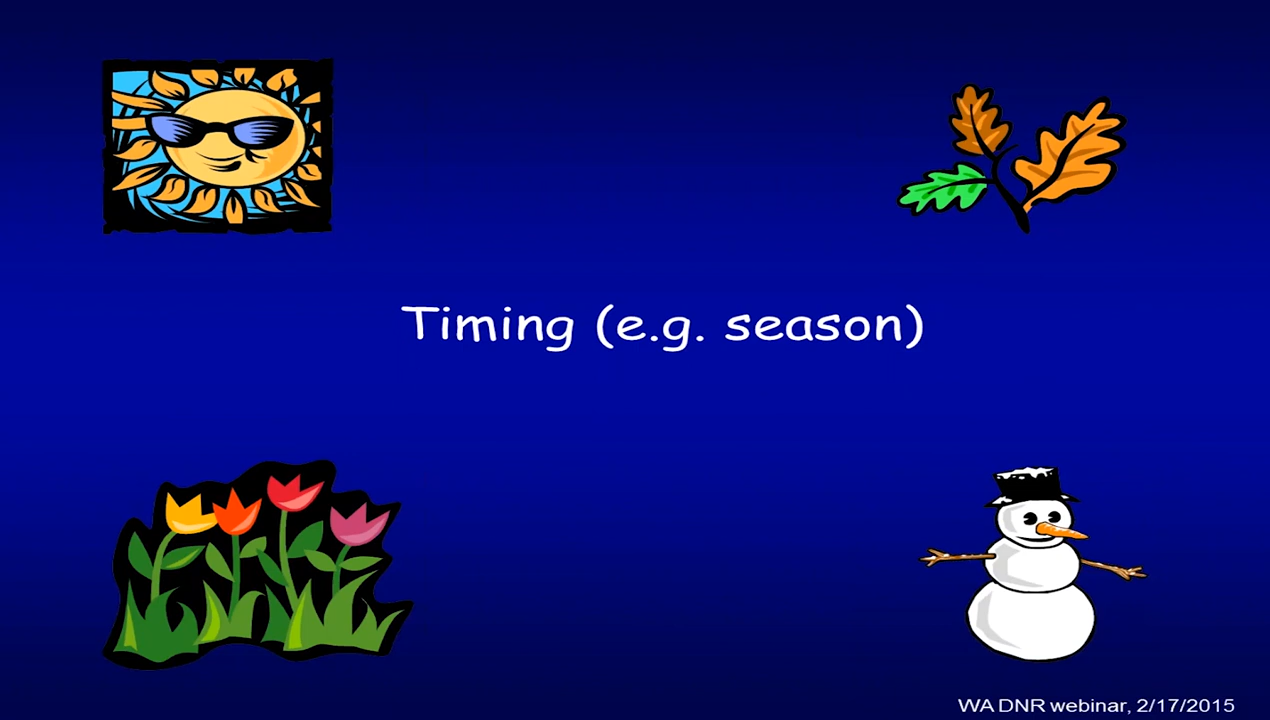 Timing (e.g. season)
WA DNR webinar, 2/17/2015